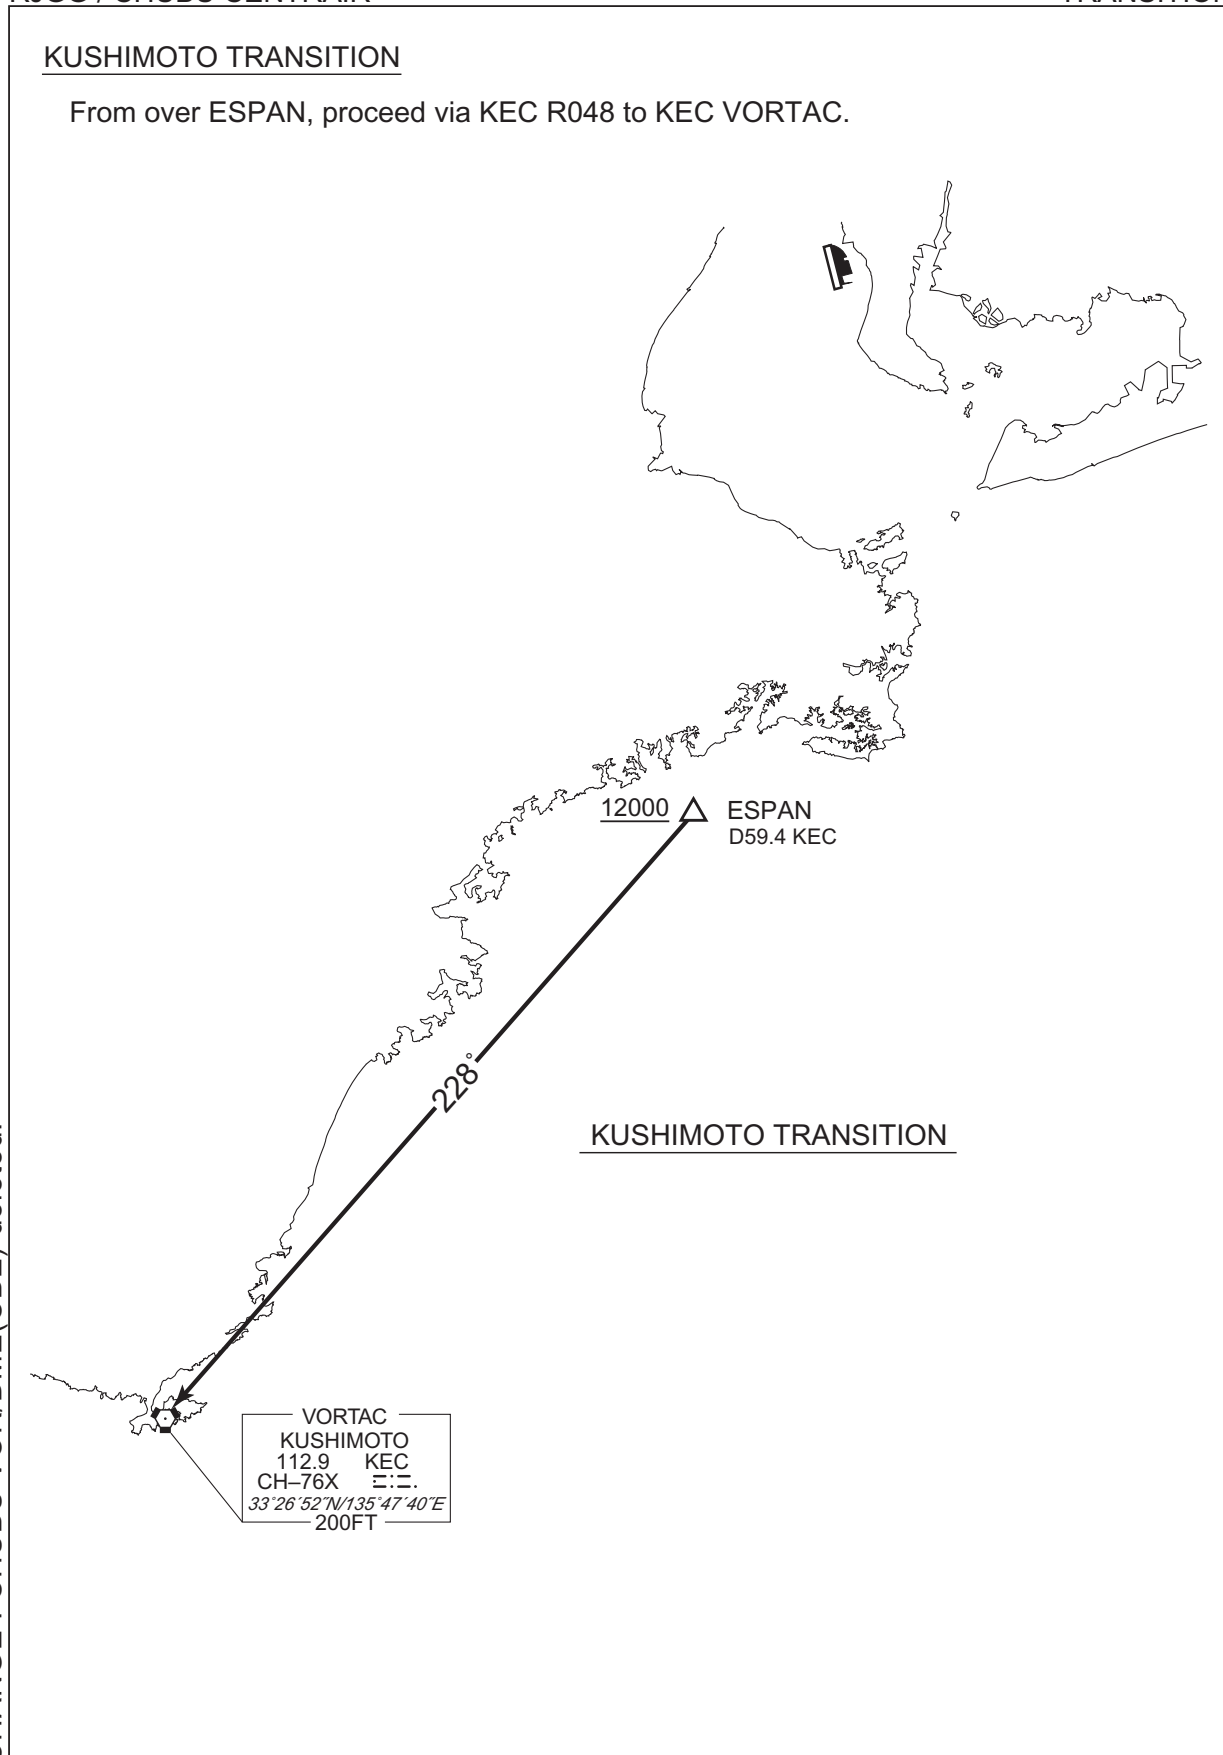 KUSHIMOTO TRANSITION
From over ESPAN, proceed via KEC R048 to KEC VORTAC.
12000
ESPAN
D59.4 KEC
228°
KUSHIMOTO TRANSITION
VORTAC
KUSHIMOTO
112.9 KEC
CH–76X
33°26´52˝N/135°47´40˝E
200FT